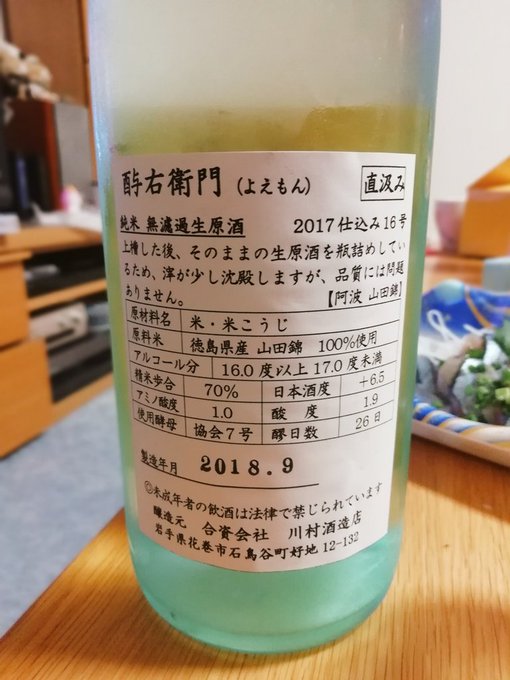 酉与右衛門（よえもん） 直汲み
純米 無濾過生原酒 2017仕込み16号
上槽した後、そのままの生原酒を瓶詰めしてい
るため、滓が少し沈殿しますが、品質には問題
ありません。 【阿波 山田錦】
原材料名 米・米こうじ
原料米 徳島県産 山田錦 100%使用
アルコール分 16.0度以上17.0度未満
精米歩合 70% 日本酒度 +6.5
アミノ酸度 1.0 酸度 1.9
使用酵母 協会7号 醪日数 26日
製造年月 2018.9
◎未成年者の飲酒は法律で禁じられています
醸造元 合資会社 川村酒造店
岩手県花巻市石鳥谷町好地12-132